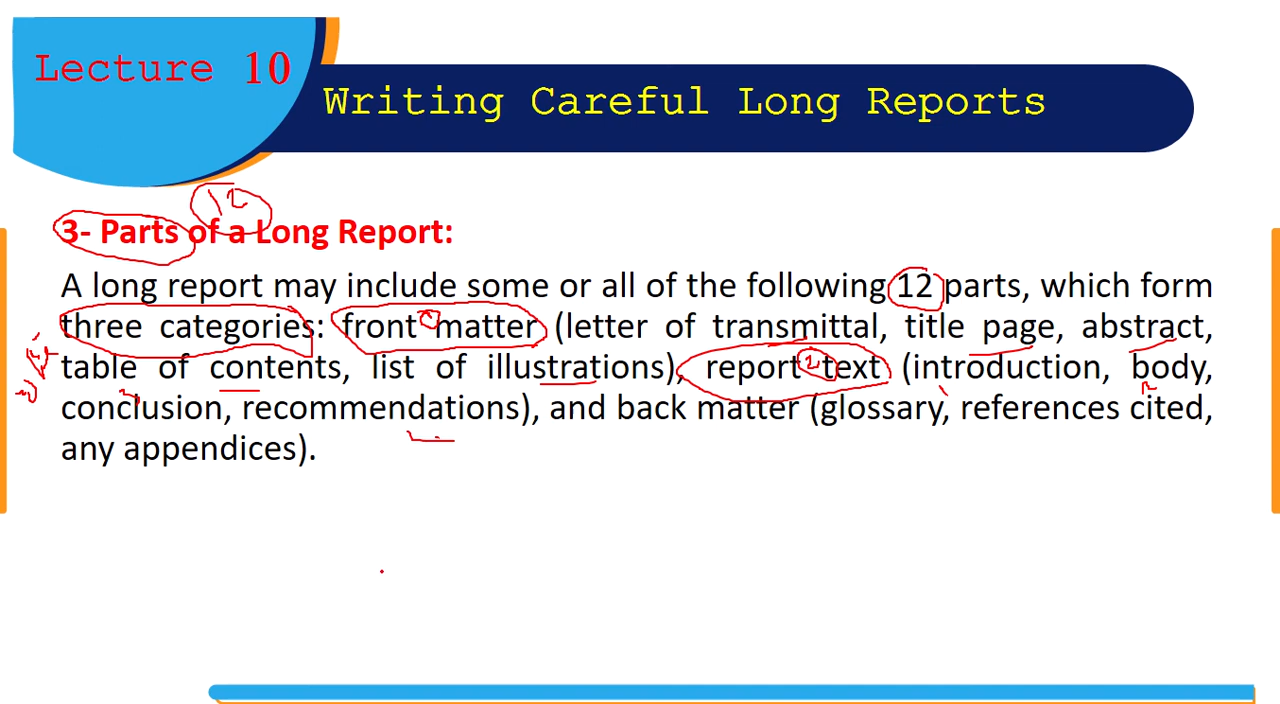 Lecture 10
Writing Careful Long Reports
12
3- Parts of a Long Report:
A long report may include some or all of the following 12 parts, which form
three categories: front matter (letter of transmittal, title page, abstract,
table of contents, list of illustrations), report text (introduction, body,
conclusion, recommendations), and back matter (glossary, references cited,
any appendices).